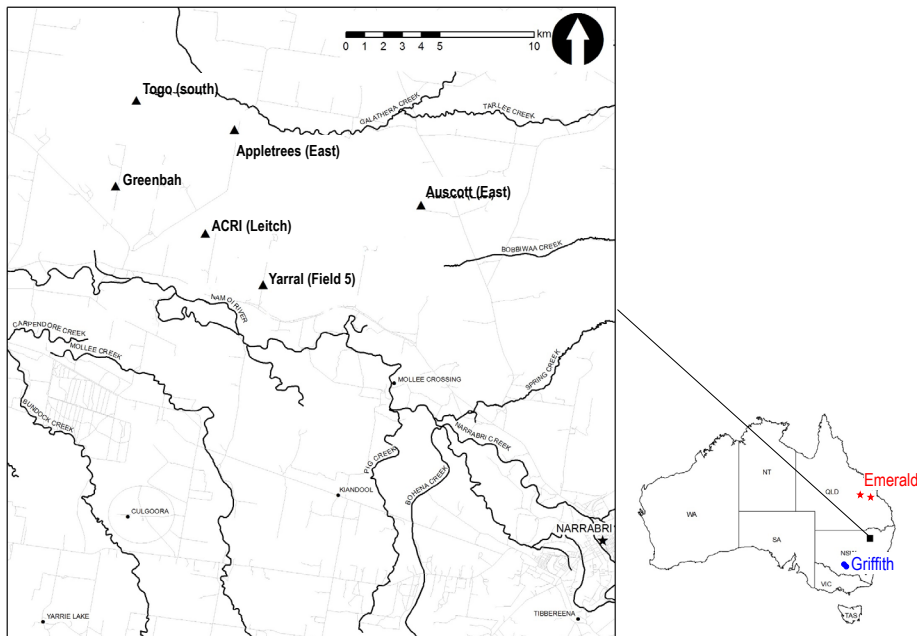 km
0 1 2 3 4 5 10
Togo (south)
GALATHERA CREEK
TARLEE CREEK
Appletrees (East)
Greenbah
Auscott (East)
ACRI (Leitch)
BOBBIWAA CREEK
Yarral (Field 5)
NAMOI RIVER
CARPENDORE CREEK
MOLLEE CREEK
MOLLEE CROSSING
SPRING CREEK
BUNDOCK CREEK
NARRABRI CREEK
PIG CREEK
BOHENA CREEK
KIANDOOL
CULGOORA
NARRABRI
YARRIE LAKE
TIBBEREENA
NT
QLD
Emerald
WA
SA
Griffith
VIC
TAS